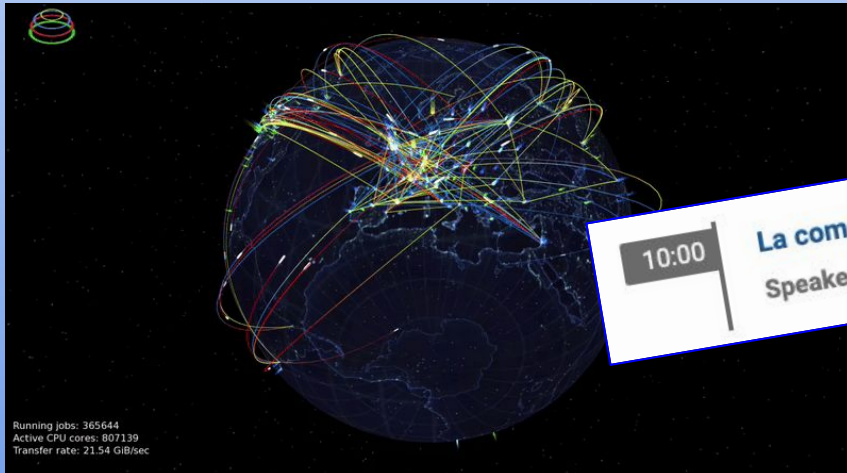 10:00
La com
Speake
Running jobs: 365644
Active CPU cores: 807139
Transfer rate: 21.54 GiB/sec